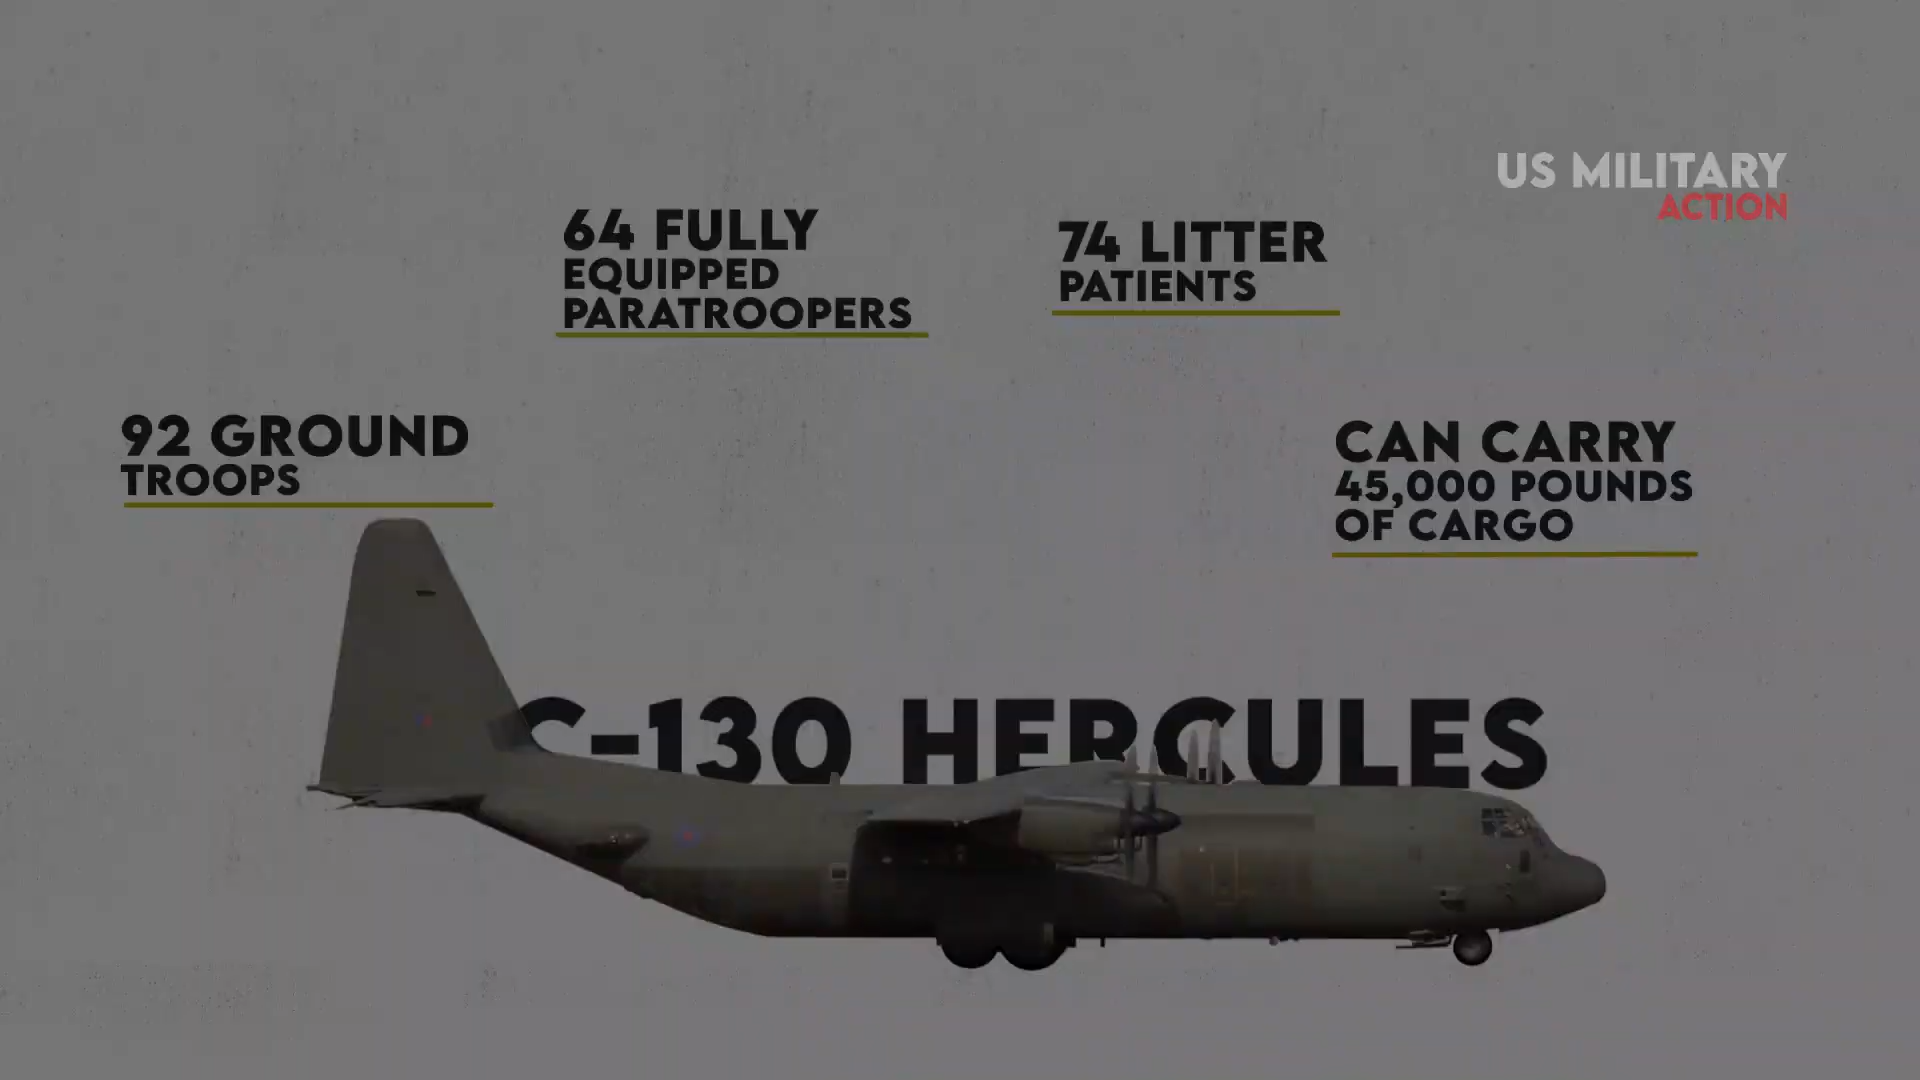 US MILITARY
ACTION
64 FULLY
EQUIPPED
PARATROOPERS
74 LITTER
PATIENTS
92 GROUND
TROOPS
CAN CARRY
45,000 POUNDS
OF CARGO
C-130 HERCULES